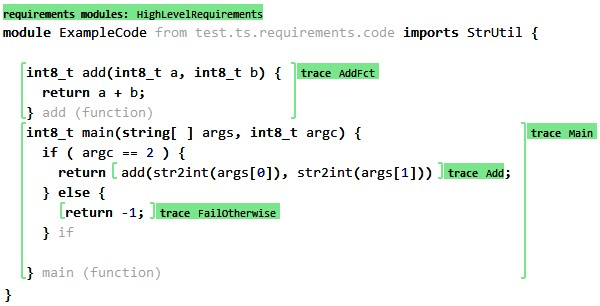 requirements modules: HighLevelRequirements
module ExampleCode from test.ts.requirements.code imports StrUtil {
int8_t add(int8_t a, int8_t b) { trace AddFct
return a + b;
} add (function)
int8_t main(string[ ] args, int8_t argc) { trace Main
if ( argc == 2 ) {
return add(str2int(args[0]), str2int(args[1])) trace Add;
} else {
return -1; trace FailOtherwise
} if
} main (function)
}